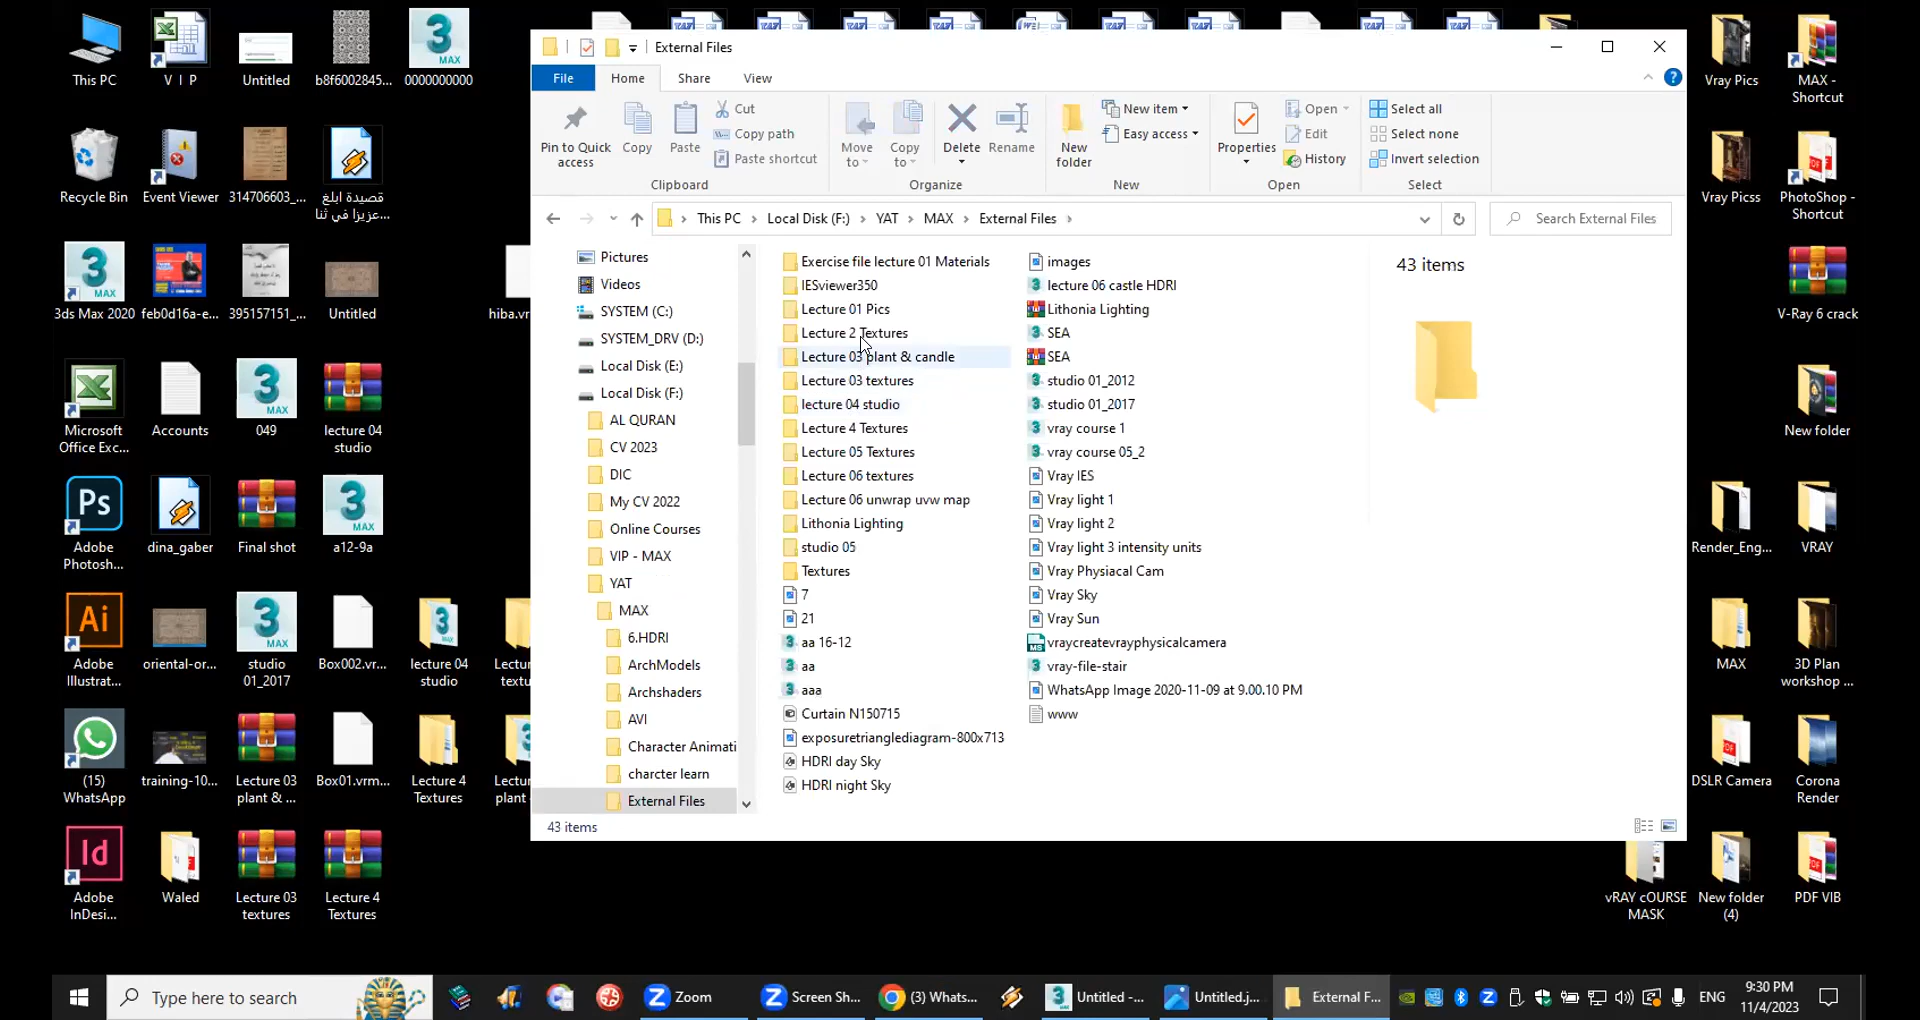 This PC
V I P
Untitled
b8f6002845...
0000000000
Recycle Bin
Event Viewer
314706603_...
قصيدة ابلغ
عزيزا في ثنا...
3ds Max 2020
feb0d16a-e...
395157151_...
Untitled
hiba.vr
Microsoft
Office Exc...
Accounts
049
lecture 04
studio
Adobe
Photosh...
dina_gaber
Final shot
a12-9a
Adobe
Illustrat...
oriental-or...
studio
01_2017
Box002.vr...
lecture 04
studio
Lectur
textu
(15)
WhatsApp
training-10...
Lecture 03
plant & ...
Box01.vrm...
Lecture 4
Textures
Lectur
plant
Adobe
InDesi...
Waled
Lecture 03
textures
Lecture 4
Textures
External Files
File
Home
Share
View
Pin to Quick
access
Copy
Paste
Cut
Copy path
Paste shortcut
Clipboard
Move
to
Copy
to
Delete
Rename
Organize
New
folder
New item
Easy access
New
Properties
Open
Edit
History
Open
Select all
Select none
Invert selection
Select
This PC > Local Disk (F:) > YAT > MAX > External Files >
Search External Files
Pictures
Videos
SYSTEM (C:)
SYSTEM_DRV (D:)
Local Disk (E:)
Local Disk (F:)
AL QURAN
CV 2023
DIC
My CV 2022
Online Courses
VIP - MAX
YAT
MAX
6.HDRI
ArchModels
Archshaders
AVI
Character Animati
charcter learn
External Files
Exercise file lecture 01 Materials
IESviewer350
Lecture 01 Pics
Lecture 2 Textures
Lecture 03 plant & candle
Lecture 03 textures
lecture 04 studio
Lecture 4 Textures
Lecture 05 Textures
Lecture 06 textures
Lecture 06 unwrap uvw map
Lithonia Lighting
studio 05
Textures
7
21
aa 16-12
aa
aaa
Curtain N150715
exposuretrianglediagram-800x713
HDRI day Sky
HDRI night Sky
images
lecture 06 castle HDRI
Lithonia Lighting
SEA
SEA
studio 01_2012
studio 01_2017
vray course 1
vray course 05_2
Vray IES
Vray light 1
Vray light 2
Vray light 3 intensity units
Vray Physiacal Cam
Vray Sky
Vray Sun
vraycreatevrayphysicalcamera
vray-file-stair
WhatsApp Image 2020-11-09 at 9.00.10 PM
www
43 items
43 items
Vray Pics
MAX -
Shortcut
Vray Picss
PhotoShop -
Shortcut
V-Ray 6 crack
New folder
Render_Eng...
VRAY
MAX
3D Plan
workshop ...
DSLR Camera
Corona
Render
vRAY cOURSE
MASK
New folder
(4)
PDF VIB
Type here to search
Zoom
Screen Sh...
(3) Whats...
Untitled -...
Untitled.j...
External F...
ENG
9:30 PM
11/4/2023